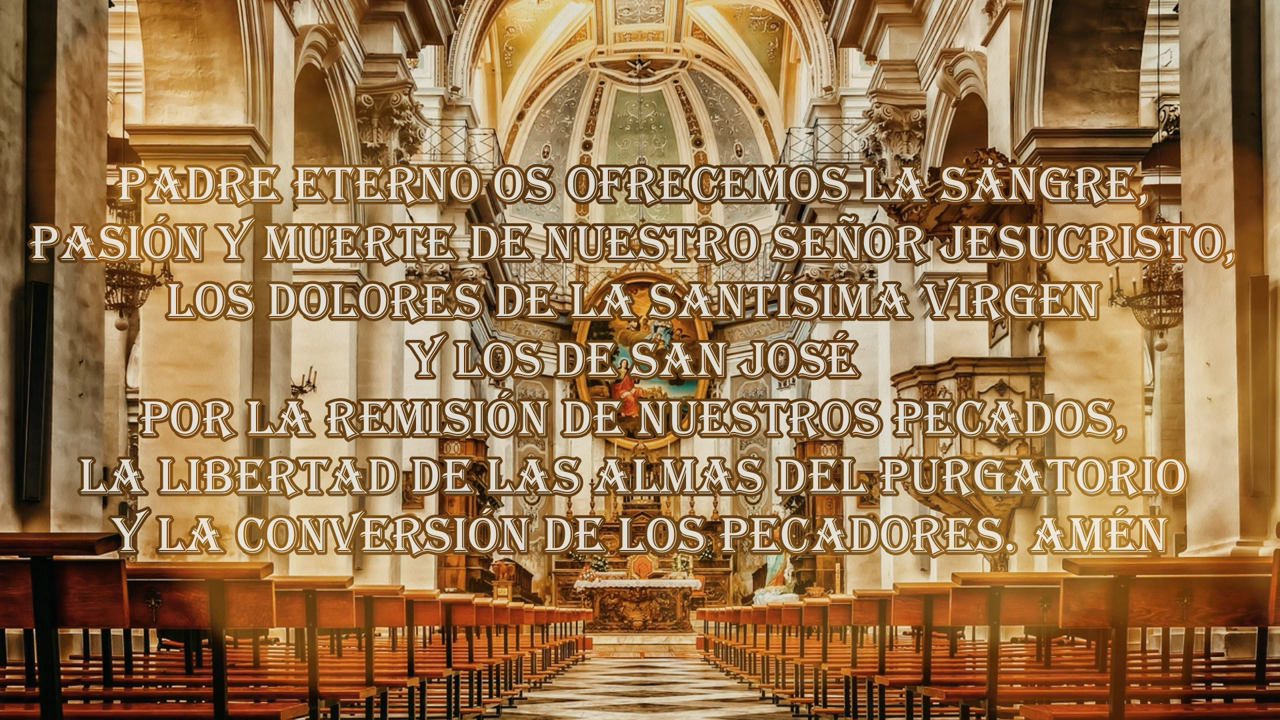 PADRE ETERNO OS OFRECEMOS LA SANGRE,
PASIÓN Y MUERTE DE NUESTRO SEÑOR JESUCRISTO,
LOS DOLORES DE LA SANTÍSIMA VIRGEN
Y LOS DE SAN JOSÉ
POR LA REMISIÓN DE NUESTROS PECADOS,
LA LIBERTAD DE LAS ALMAS DEL PURGATORIO
Y LA CONVERSIÓN DE LOS PECADORES. AMÉN